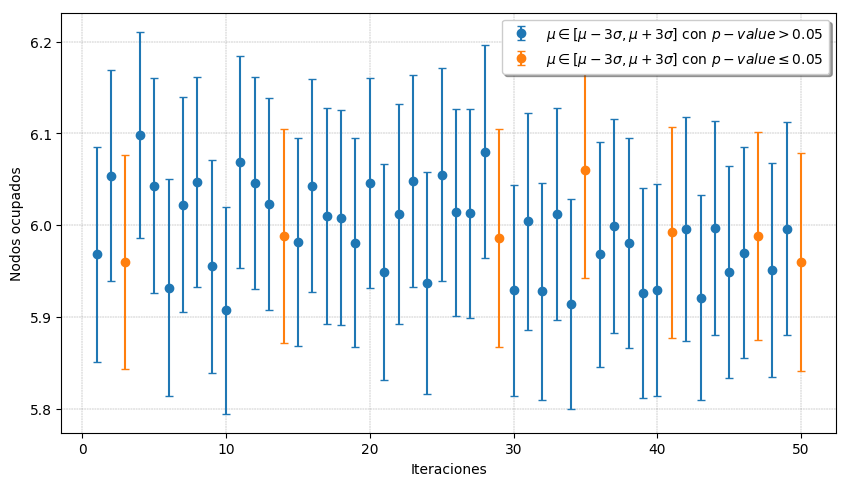 6.2
6.1
6.0
5.9
5.8
Nodos ocupados
μ ∈ [μ − 3σ, μ + 3σ] con p − value > 0.05
μ ∈ [μ − 3σ, μ + 3σ] con p − value ≤ 0.05
0 10 20 30 40 50
Iteraciones